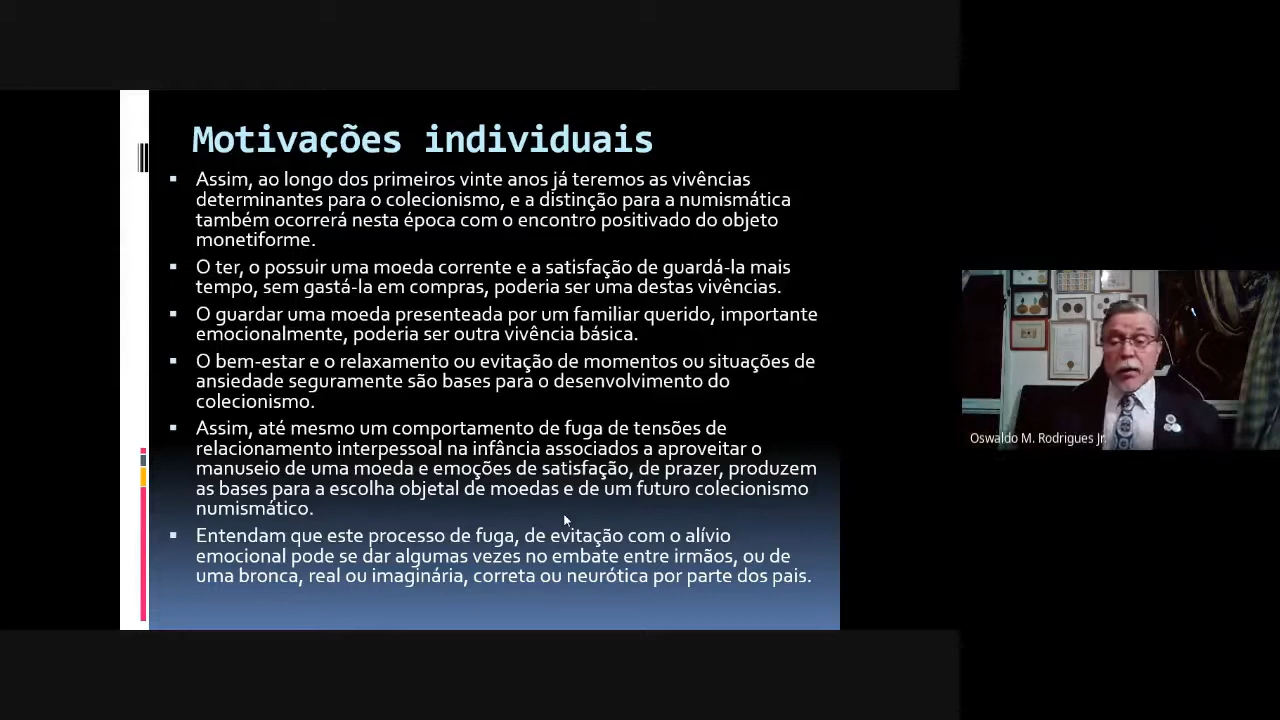 Motivações individuais
Assim, ao longo dos primeiros vinte anos já teremos as vivências
determinantes para o colecionismo, e a distinção para a numismática
também ocorrerá nesta época com o encontro positivado do objeto
monetiforme.
O ter, o possuir uma moeda corrente e a satisfação de guardá-la mais
tempo, sem gastá-la em compras, poderia ser uma destas vivências.
O guardar uma moeda presenteada por um familiar querido, importante
emocionalmente, poderia ser outra vivência básica.
O bem-estar e o relaxamento ou evitação de momentos ou situações de
ansiedade seguramente são bases para o desenvolvimento do
colecionismo.
Assim, até mesmo um comportamento de fuga de tensões de
relacionamento interpessoal na infância associados a aproveitar o
manuseio de uma moeda e emoções de satisfação, de prazer, produzem
as bases para a escolha objetal de moedas e de um futuro colecionismo
numismático.
Entendam que este processo de fuga, de evitação com o alívio
emocional pode se dar algumas vezes no embate entre irmãos, ou de
uma bronca, real ou imaginária, correta ou neurótica por parte dos pais.
Oswaldo M. Rodrigues Jr.